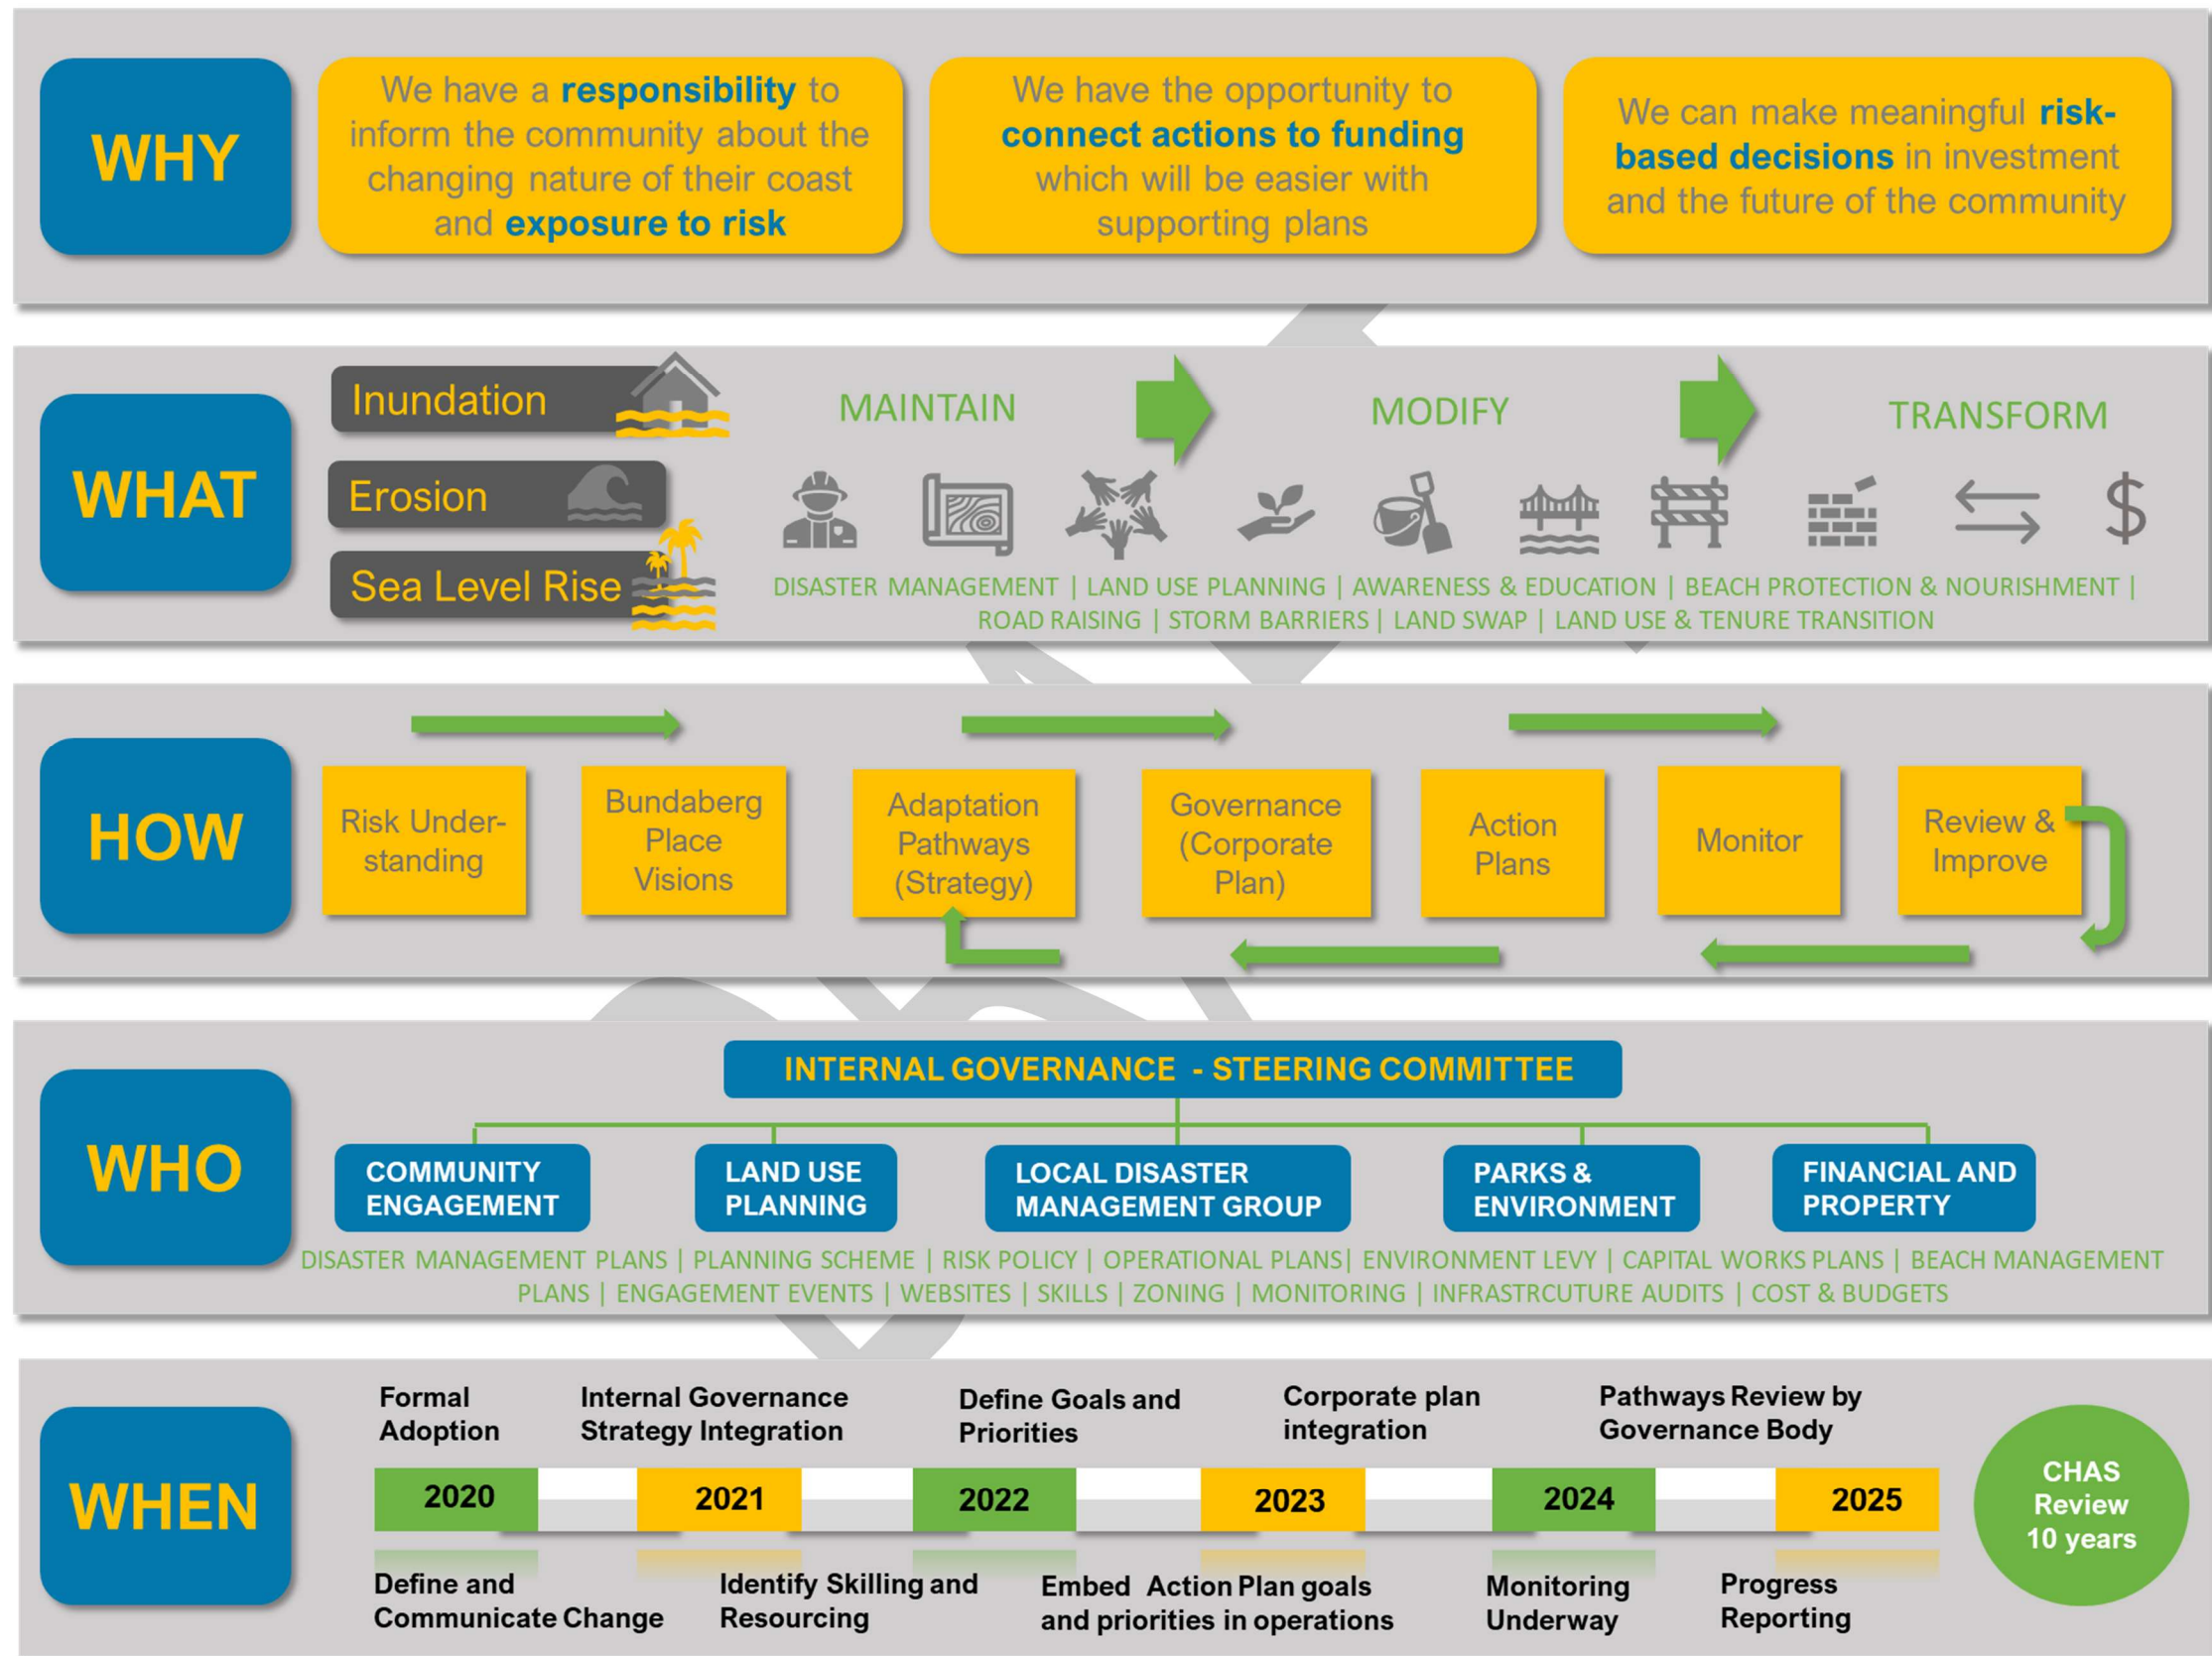 WHY
We have a responsibility to
inform the community about the
changing nature of their coast
and exposure to risk
We have the opportunity to
connect actions to funding
which will be easier with
supporting plans
We can make meaningful risk-
based decisions in investment
and the future of the community
WHAT
Inundation
Erosion
Sea Level Rise
MAINTAIN
MODIFY
TRANSFORM
$
DISASTER MANAGEMENT | LAND USE PLANNING | AWARENESS & EDUCATION | BEACH PROTECTION & NOURISHMENT |
ROAD RAISING | STORM BARRIERS | LAND SWAP | LAND USE & TENURE TRANSITION
HOW
Risk Under-
standing
Bundaberg
Place
Visions
Adaptation
Pathways
(Strategy)
Governance
(Corporate
Plan)
Action
Plans
Monitor
Review &
Improve
WHO
INTERNAL GOVERNANCE - STEERING COMMITTEE
COMMUNITY
ENGAGEMENT
LAND USE
PLANNING
LOCAL DISASTER
MANAGEMENT GROUP
PARKS &
ENVIRONMENT
FINANCIAL AND
PROPERTY
DISASTER MANAGEMENT PLANS | PLANNING SCHEME | RISK POLICY | OPERATIONAL PLANS| ENVIRONMENT LEVY | CAPITAL WORKS PLANS | BEACH MANAGEMENT
PLANS | ENGAGEMENT EVENTS | WEBSITES | SKILLS | ZONING | MONITORING | INFRASTRCUTURE AUDITS | COST & BUDGETS
WHEN
Formal
Adoption
Internal Governance
Strategy Integration
Define Goals and
Priorities
Corporate plan
integration
Pathways Review by
Governance Body
2020
2021
2022
2023
2024
2025
CHAS
Review
10 years
Define and
Communicate Change
Identify Skilling and
Resourcing
Embed Action Plan goals
and priorities in operations
Monitoring
Underway
Progress
Reporting